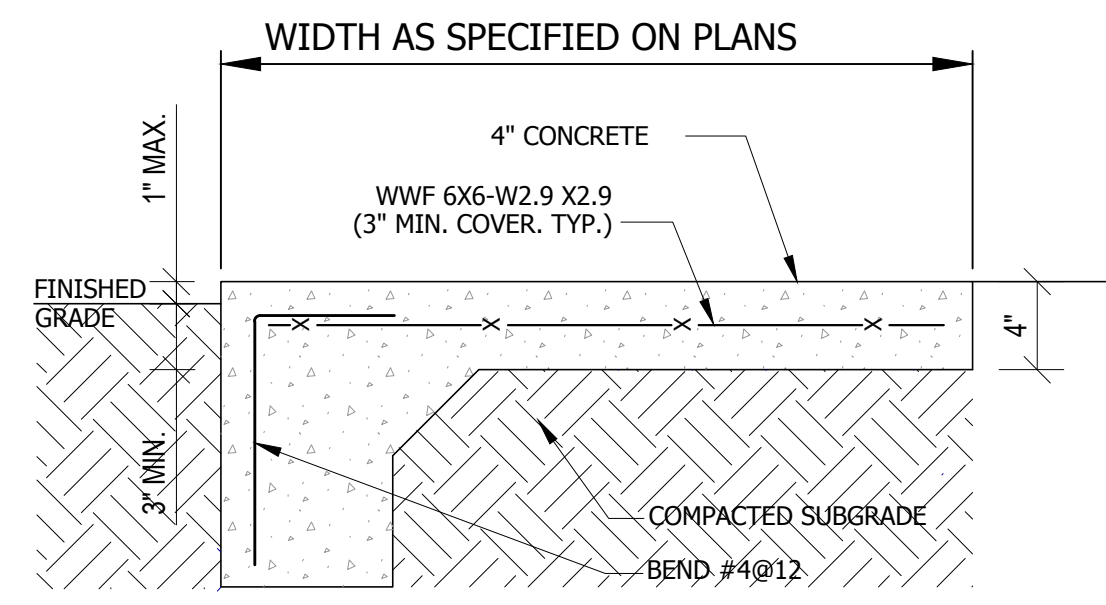 WIDTH AS SPECIFIED ON PLANS
1" MAX.
4" CONCRETE
WWF 6X6-W2.9 X2.9
(3" MIN. COVER. TYP.)
FINISHED
GRADE
4"
3" MIN.
COMPACTED SUBGRADE
BEND #4@12